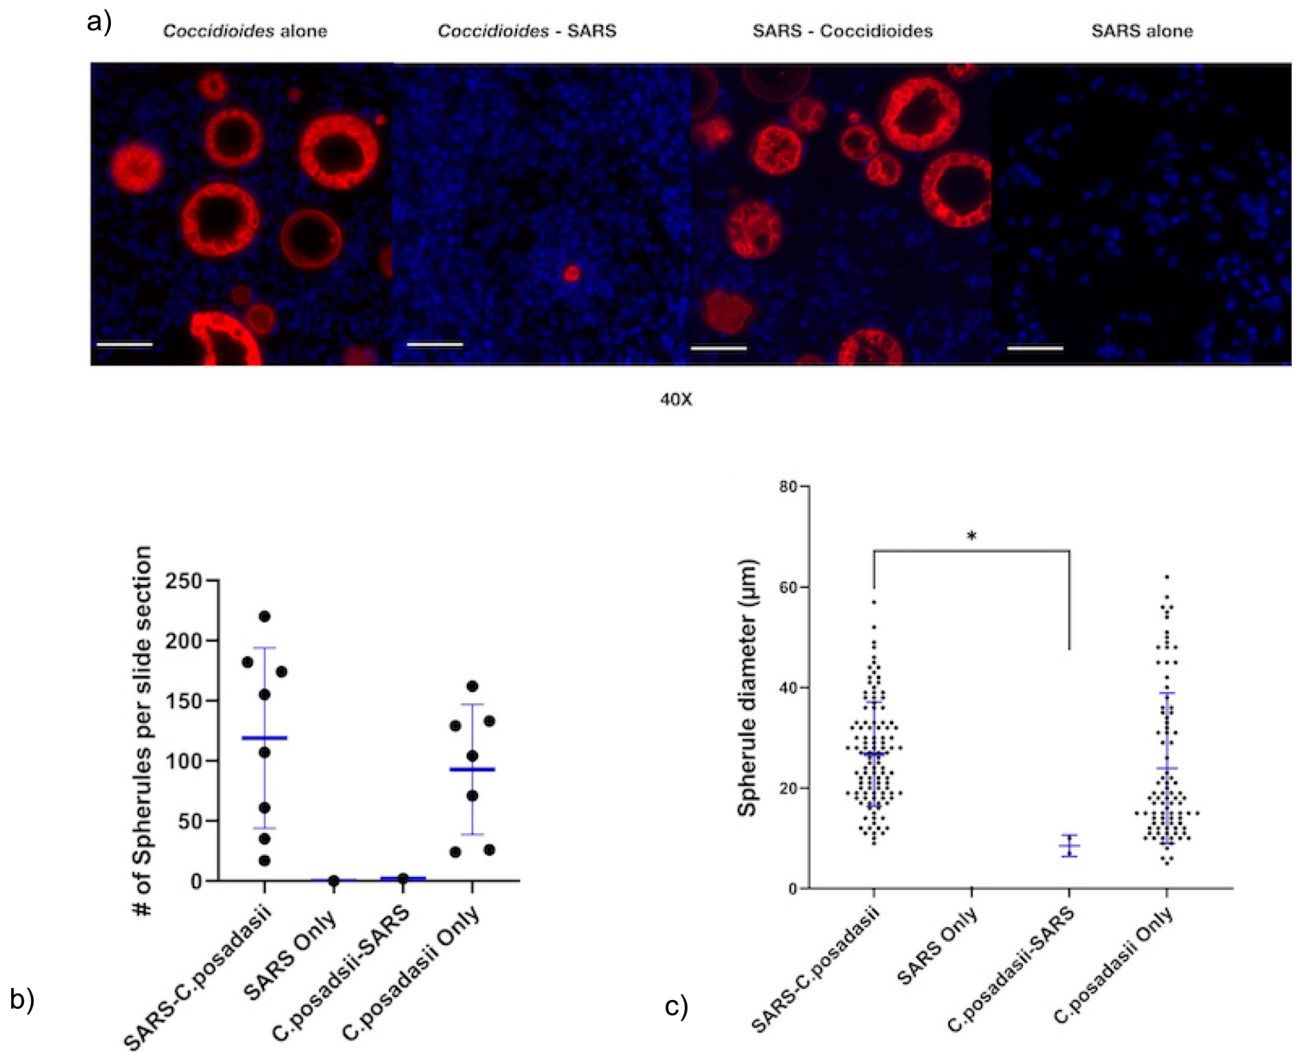 a)
Coccidioides alone
Coccidioides - SARS
SARS - Coccidioides
SARS alone
40X
# of Spherules per slide section
250
200
150
100
50
0
SARS-C.posadasii
SARS Only
C.posadsii-SARS
C.posadasii Only
b)
Spherule diameter (µm)
80
60
40
20
0
*
SARS-C.posadasii
SARS Only
C.posadasii-SARS
C.posadasii Only
c)